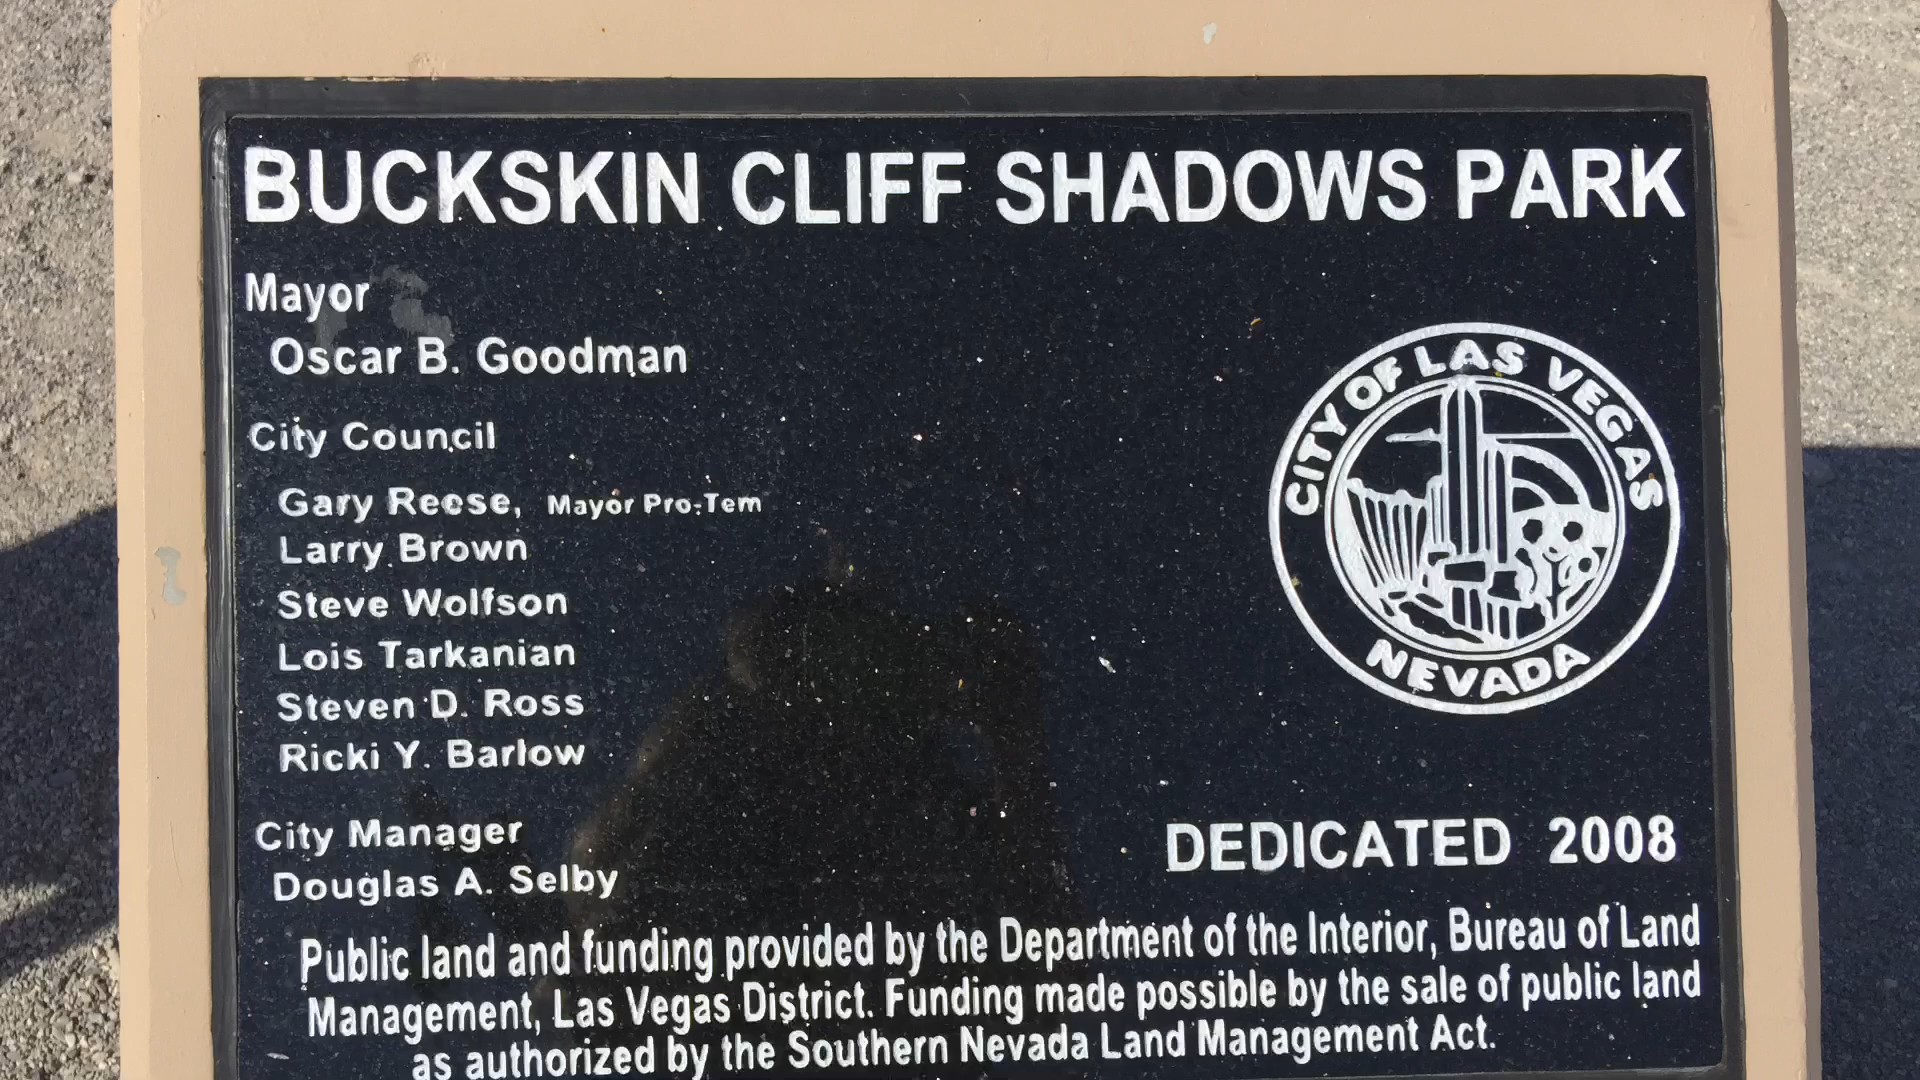 BUCKSKIN CLIFF SHADOWS PARK
Mayor
Oscar B. Goodman
City Council
Gary Reese, Mayor Pro-Tem
Larry Brown
Steve Wolfson
Lois Tarkanian
Steven D. Ross
Ricki Y. Barlow
CITY OF LAS VEGAS
NEVADA
City Manager
Douglas A. Selby
DEDICATED 2008
Public land and funding provided by the Department of the Interior, Bureau of Land
Management, Las Vegas District. Funding made possible by the sale of public land
as authorized by the Southern Nevada Land Management Act.